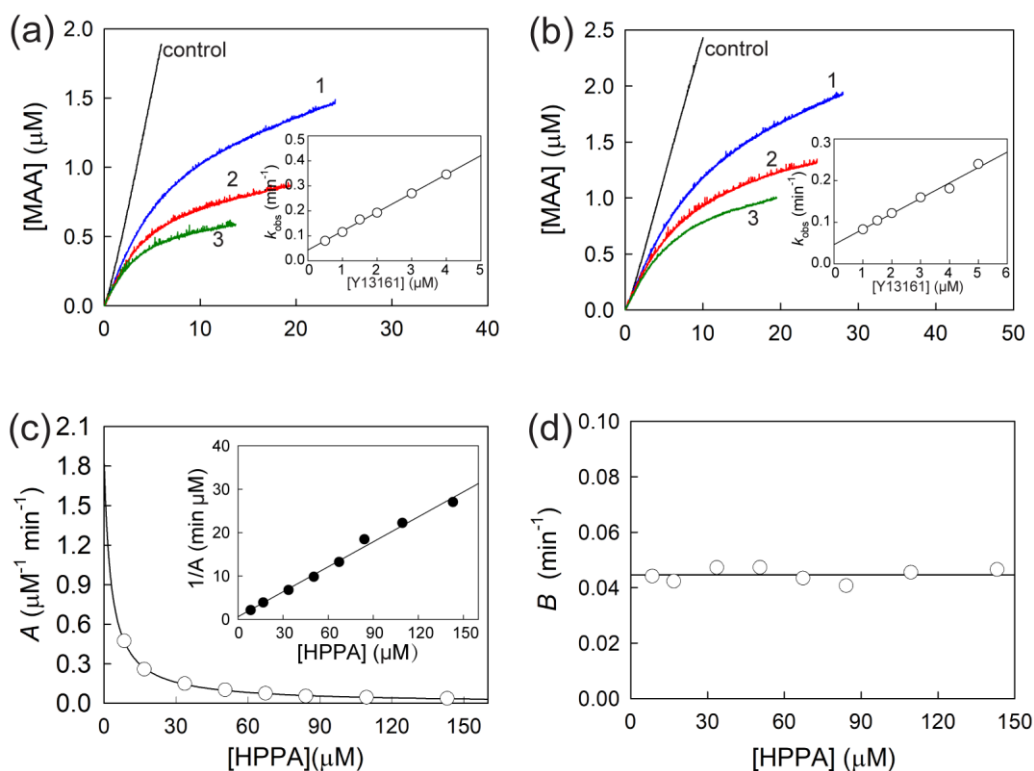 (a)
[MAA] (µM)
2.0
1.5
1.0
0.5
0.0
0 10 20 30 40
control
1
2
3
k_obs (min⁻¹)
0.5
0.4
0.3
0.2
0.1
0.0
0 1 2 3 4 5
[Y13161] (µM)
(b)
[MAA] (µM)
2.5
2.0
1.5
1.0
0.5
0.0
0 10 20 30 40 50
control
1
2
3
k_obs (min⁻¹)
0.3
0.2
0.1
0.0
0 1 2 3 4 5 6
[Y13161] (µM)
(c)
A (µM⁻¹ min⁻¹)
2.1
1.8
1.5
1.2
0.9
0.6
0.3
0.0
0 30 60 90 120 150
[HPPA](µM)
1/A (min µM)
40
30
20
10
0
0 30 60 90 120 150
[HPPA] (µM)
(d)
B (min⁻¹)
0.10
0.08
0.06
0.04
0.02
0.00
0 30 60 90 120 150
[HPPA] (µM)